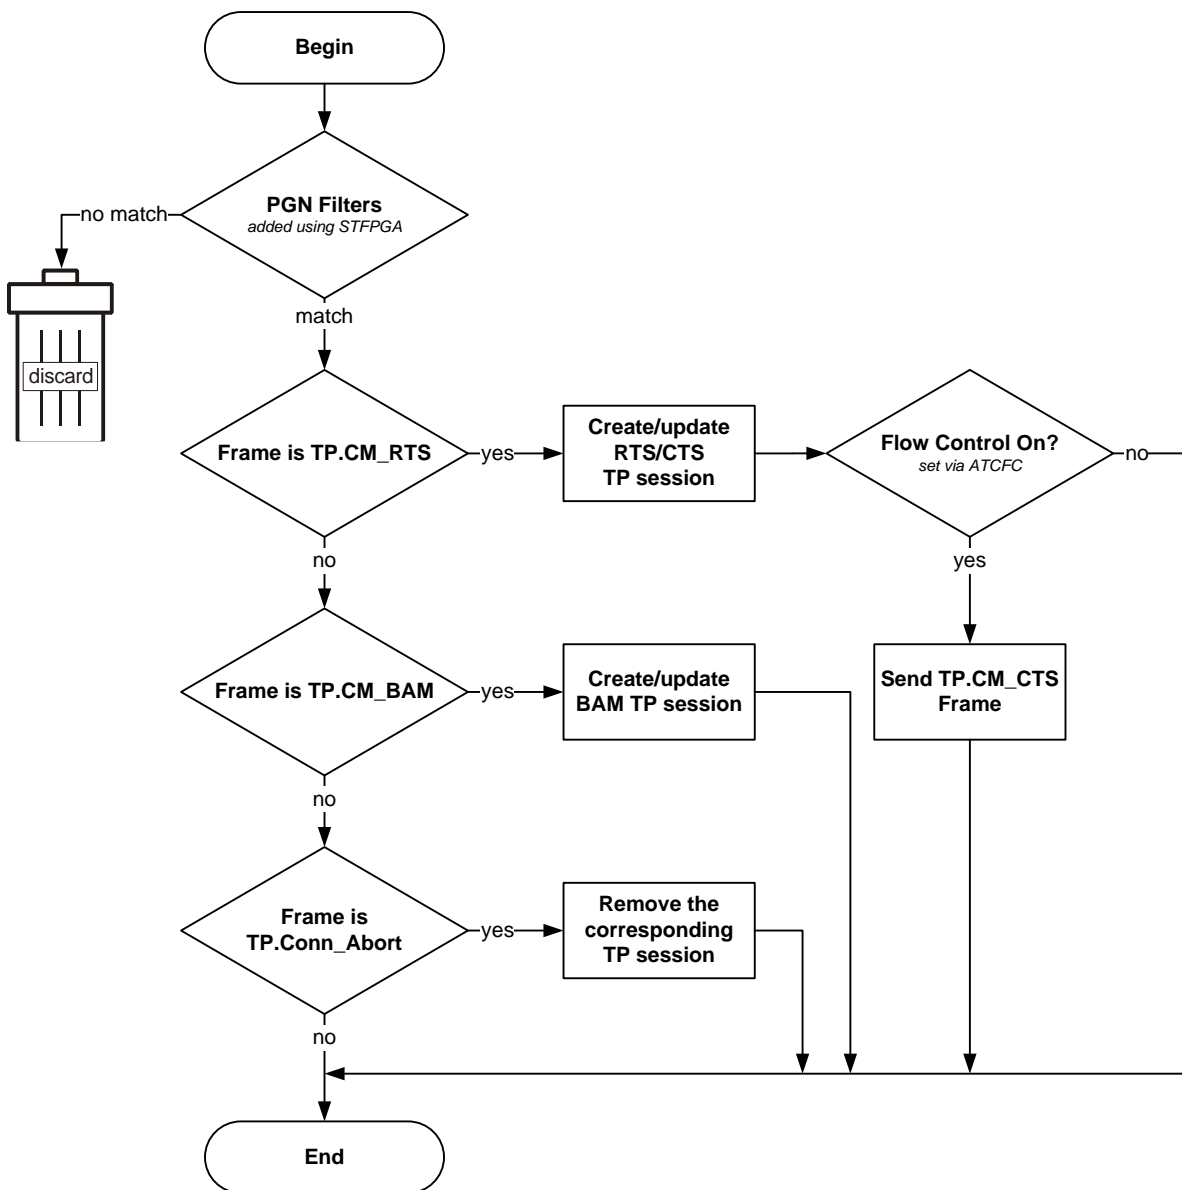 Begin
PGN Filters
added using STFPGA
no match
match
discard
Frame is TP.CM_RTS
yes
Create/update
RTS/CTS
TP session
Flow Control On?
set via ATCFC
no
no
yes
Frame is TP.CM_BAM
yes
Create/update
BAM TP session
Send TP.CM_CTS
Frame
no
Frame is
TP.Conn_Abort
yes
Remove the
corresponding
TP session
no
End